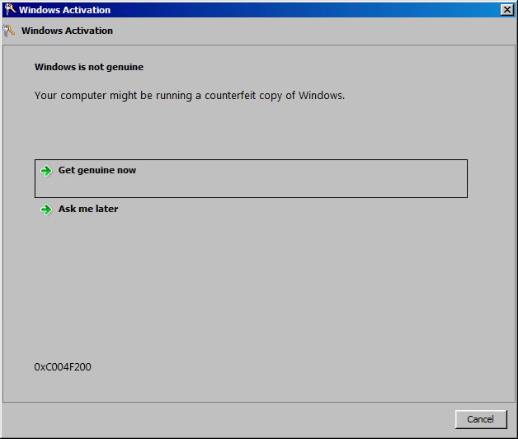 Windows Activation
Windows Activation
Windows is not genuine
Your computer might be running a counterfeit copy of Windows.
Get genuine now
Ask me later
0xC004F200
Cancel